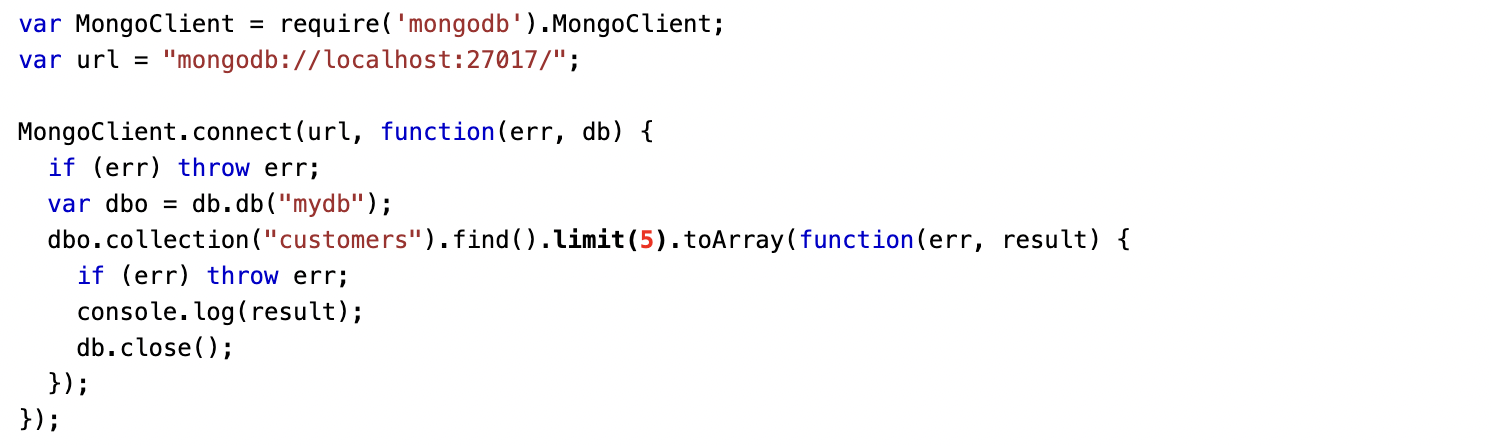 var MongoClient = require('mongodb').MongoClient;
var url = "mongodb://localhost:27017/";

MongoClient.connect(url, function(err, db) {
  if (err) throw err;
  var dbo = db.db("mydb");
  dbo.collection("customers").find().limit(5).toArray(function(err, result) {
    if (err) throw err;
    console.log(result);
    db.close();
  });
});